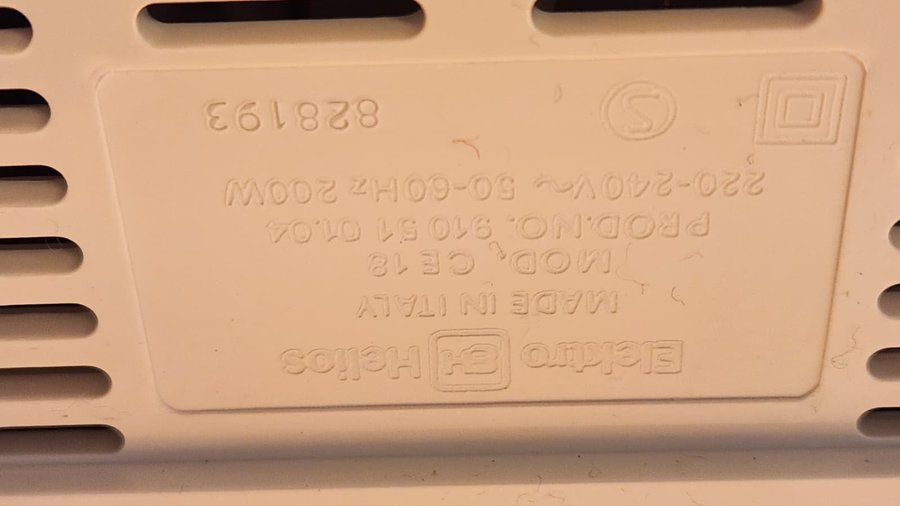 Elektro EH Helios
MADE IN ITALY
MOD. CE 18
PROD.NO. 910 51 01.04
220-240V~ 50-60Hz 200W
S 828193